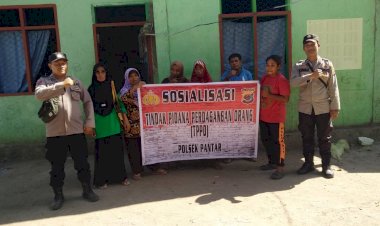 SOSIALISASI
TINDAK PIDANA PERDAGANGAN ORANG
(TPPO)
POLSEK PANTAR